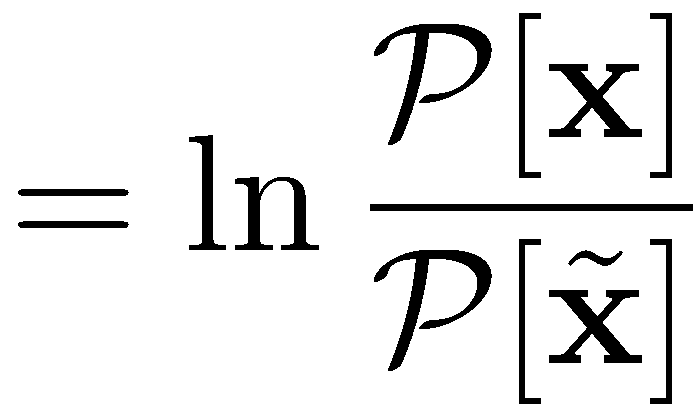 = ln 𝒫[𝐱] / 𝒫[𝐱̃]